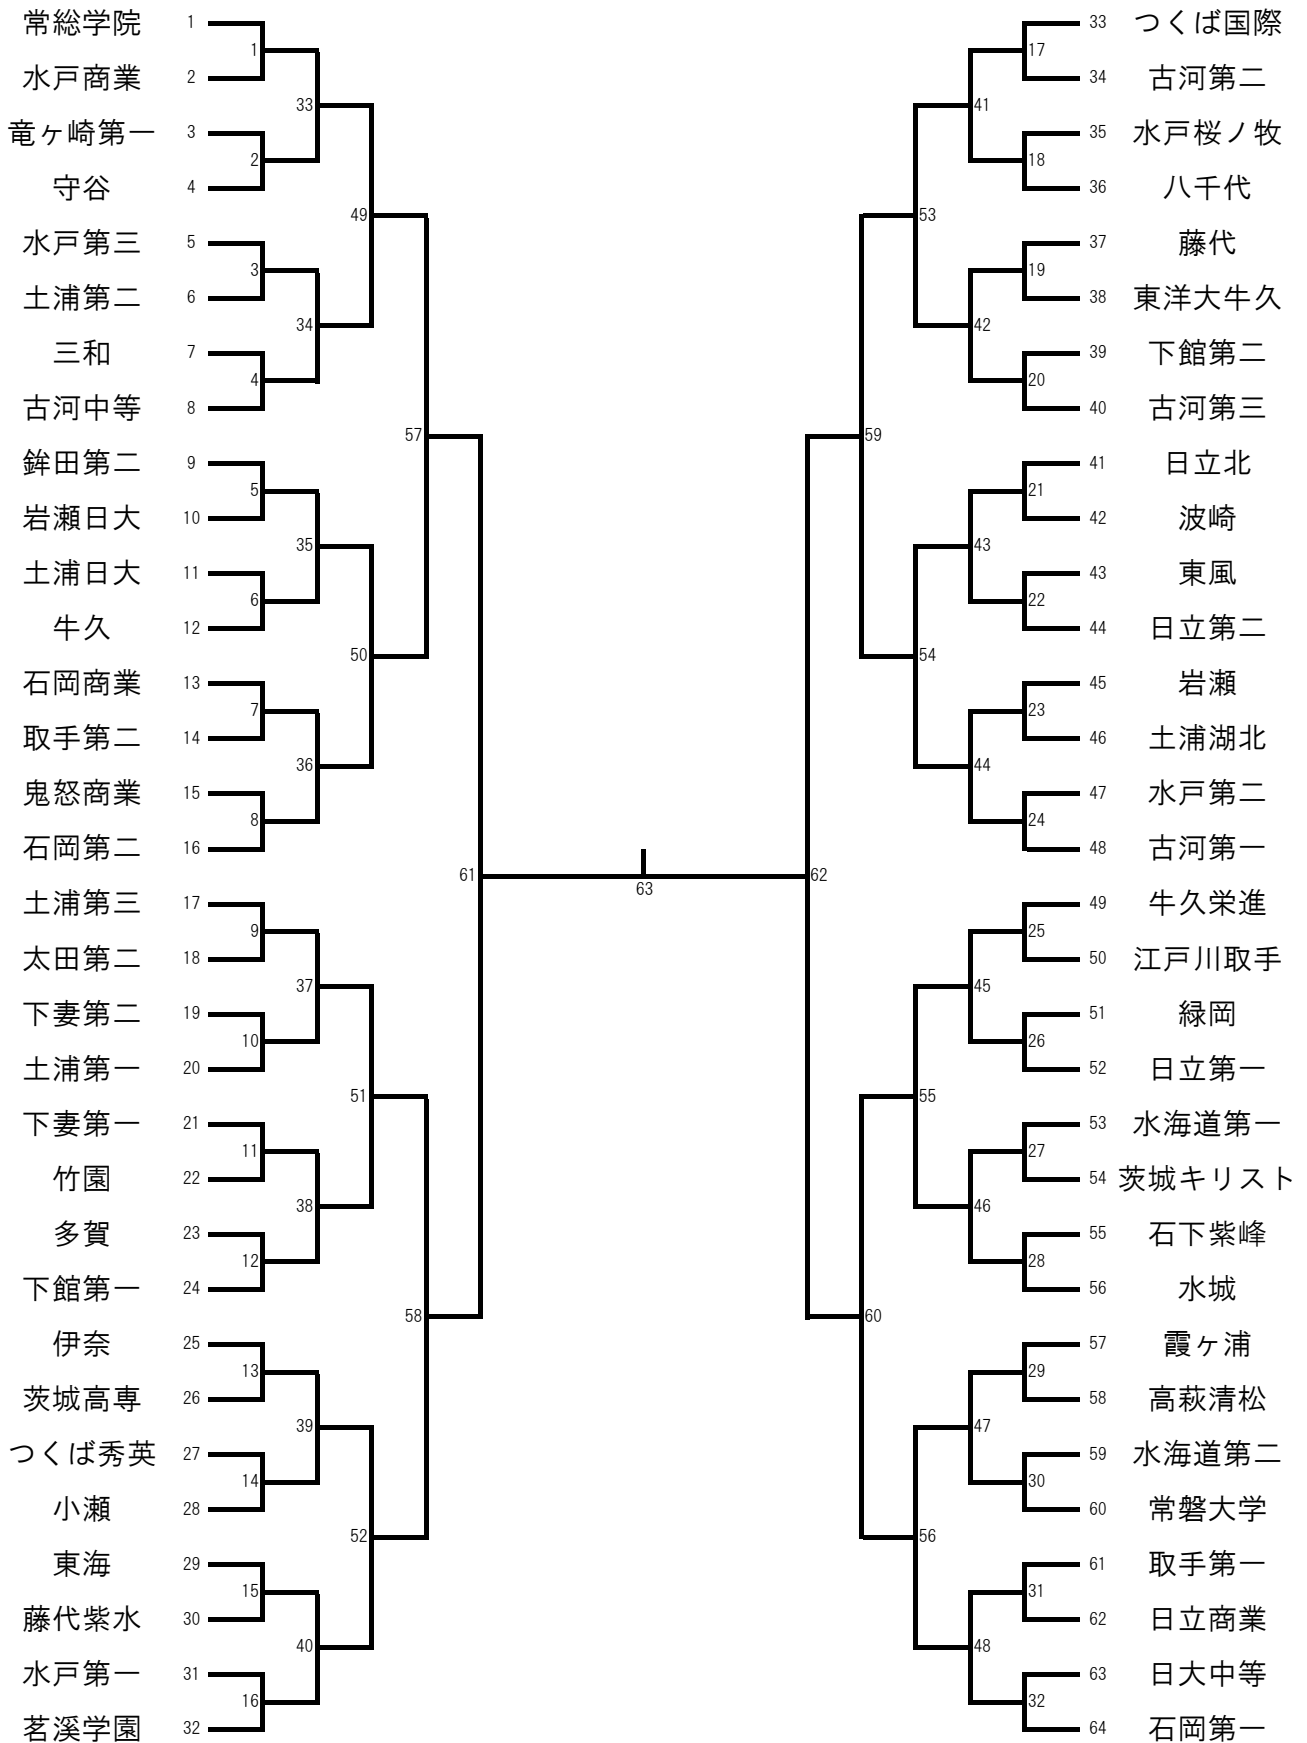 常総学院 1
水戸商業 2
竜ヶ崎第一 3
守谷 4
水戸第三 5
土浦第二 6
三和 7
古河中等 8
鉾田第二 9
岩瀬日大 10
土浦日大 11
牛久 12
石岡商業 13
取手第二 14
鬼怒商業 15
石岡第二 16
土浦第三 17
太田第二 18
下妻第二 19
土浦第一 20
下妻第一 21
竹園 22
多賀 23
下館第一 24
伊奈 25
茨城高専 26
つくば秀英 27
小瀬 28
東海 29
藤代紫水 30
水戸第一 31
茗溪学園 32
1
2
3
4
5
6
7
8
9
10
11
12
13
14
15
16
33
34
35
36
37
38
39
40
49
50
51
52
57
58
61
63
62
59
60
53
54
55
56
41
42
43
44
45
46
47
48
17
18
19
20
21
22
23
24
25
26
27
28
29
30
31
32
33 つくば国際
34 古河第二
35 水戸桜ノ牧
36 八千代
37 藤代
38 東洋大牛久
39 下館第二
40 古河第三
41 日立北
42 波崎
43 東風
44 日立第二
45 岩瀬
46 土浦湖北
47 水戸第二
48 古河第一
49 牛久栄進
50 江戸川取手
51 緑岡
52 日立第一
53 水海道第一
54 茨城キリスト
55 石下紫峰
56 水城
57 霞ヶ浦
58 高萩清松
59 水海道第二
60 常磐大学
61 取手第一
62 日立商業
63 日大中等
64 石岡第一